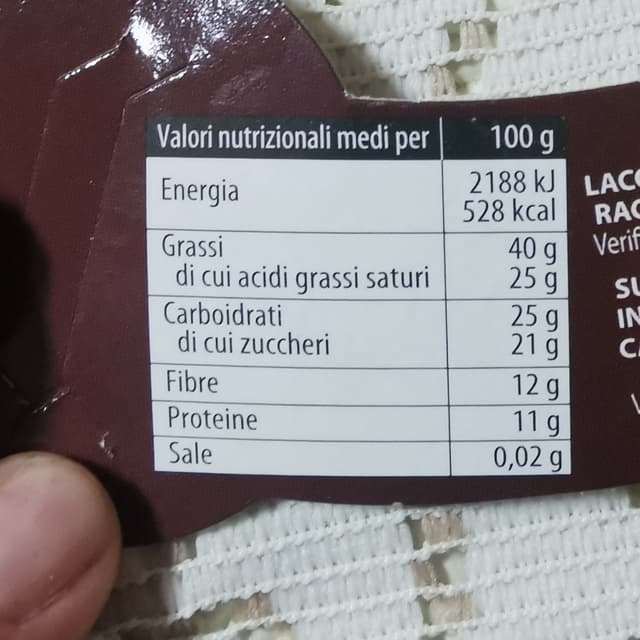 Valori nutrizionali medi per 100 g
Energia 2188 kJ
528 kcal
Grassi 40 g
di cui acidi grassi saturi 25 g
Carboidrati 25 g
di cui zuccheri 21 g
Fibre 12 g
Proteine 11 g
Sale 0,02 g